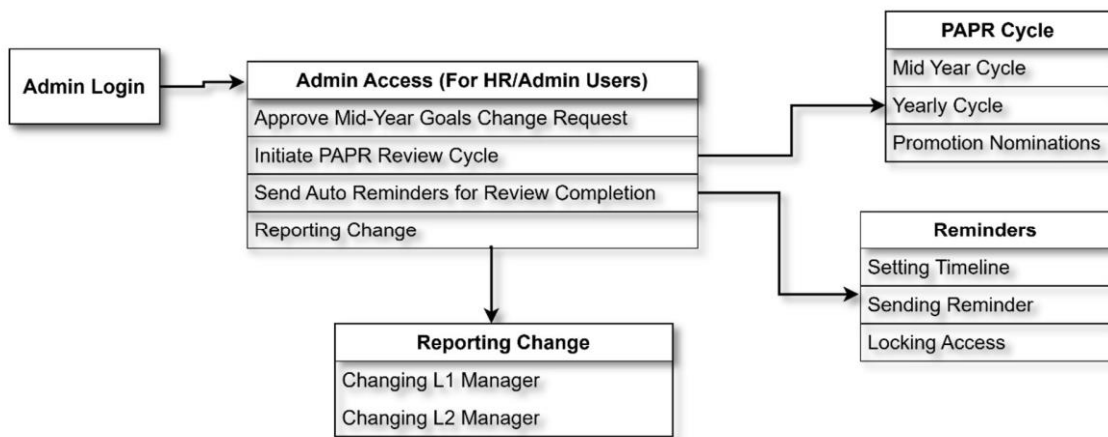 Admin Login
Admin Access (For HR/Admin Users)
Approve Mid-Year Goals Change Request
Initiate PAPR Review Cycle
Send Auto Reminders for Review Completion
Reporting Change
PAPR Cycle
Mid Year Cycle
Yearly Cycle
Promotion Nominations
Reminders
Setting Timeline
Sending Reminder
Locking Access
Reporting Change
Changing L1 Manager
Changing L2 Manager